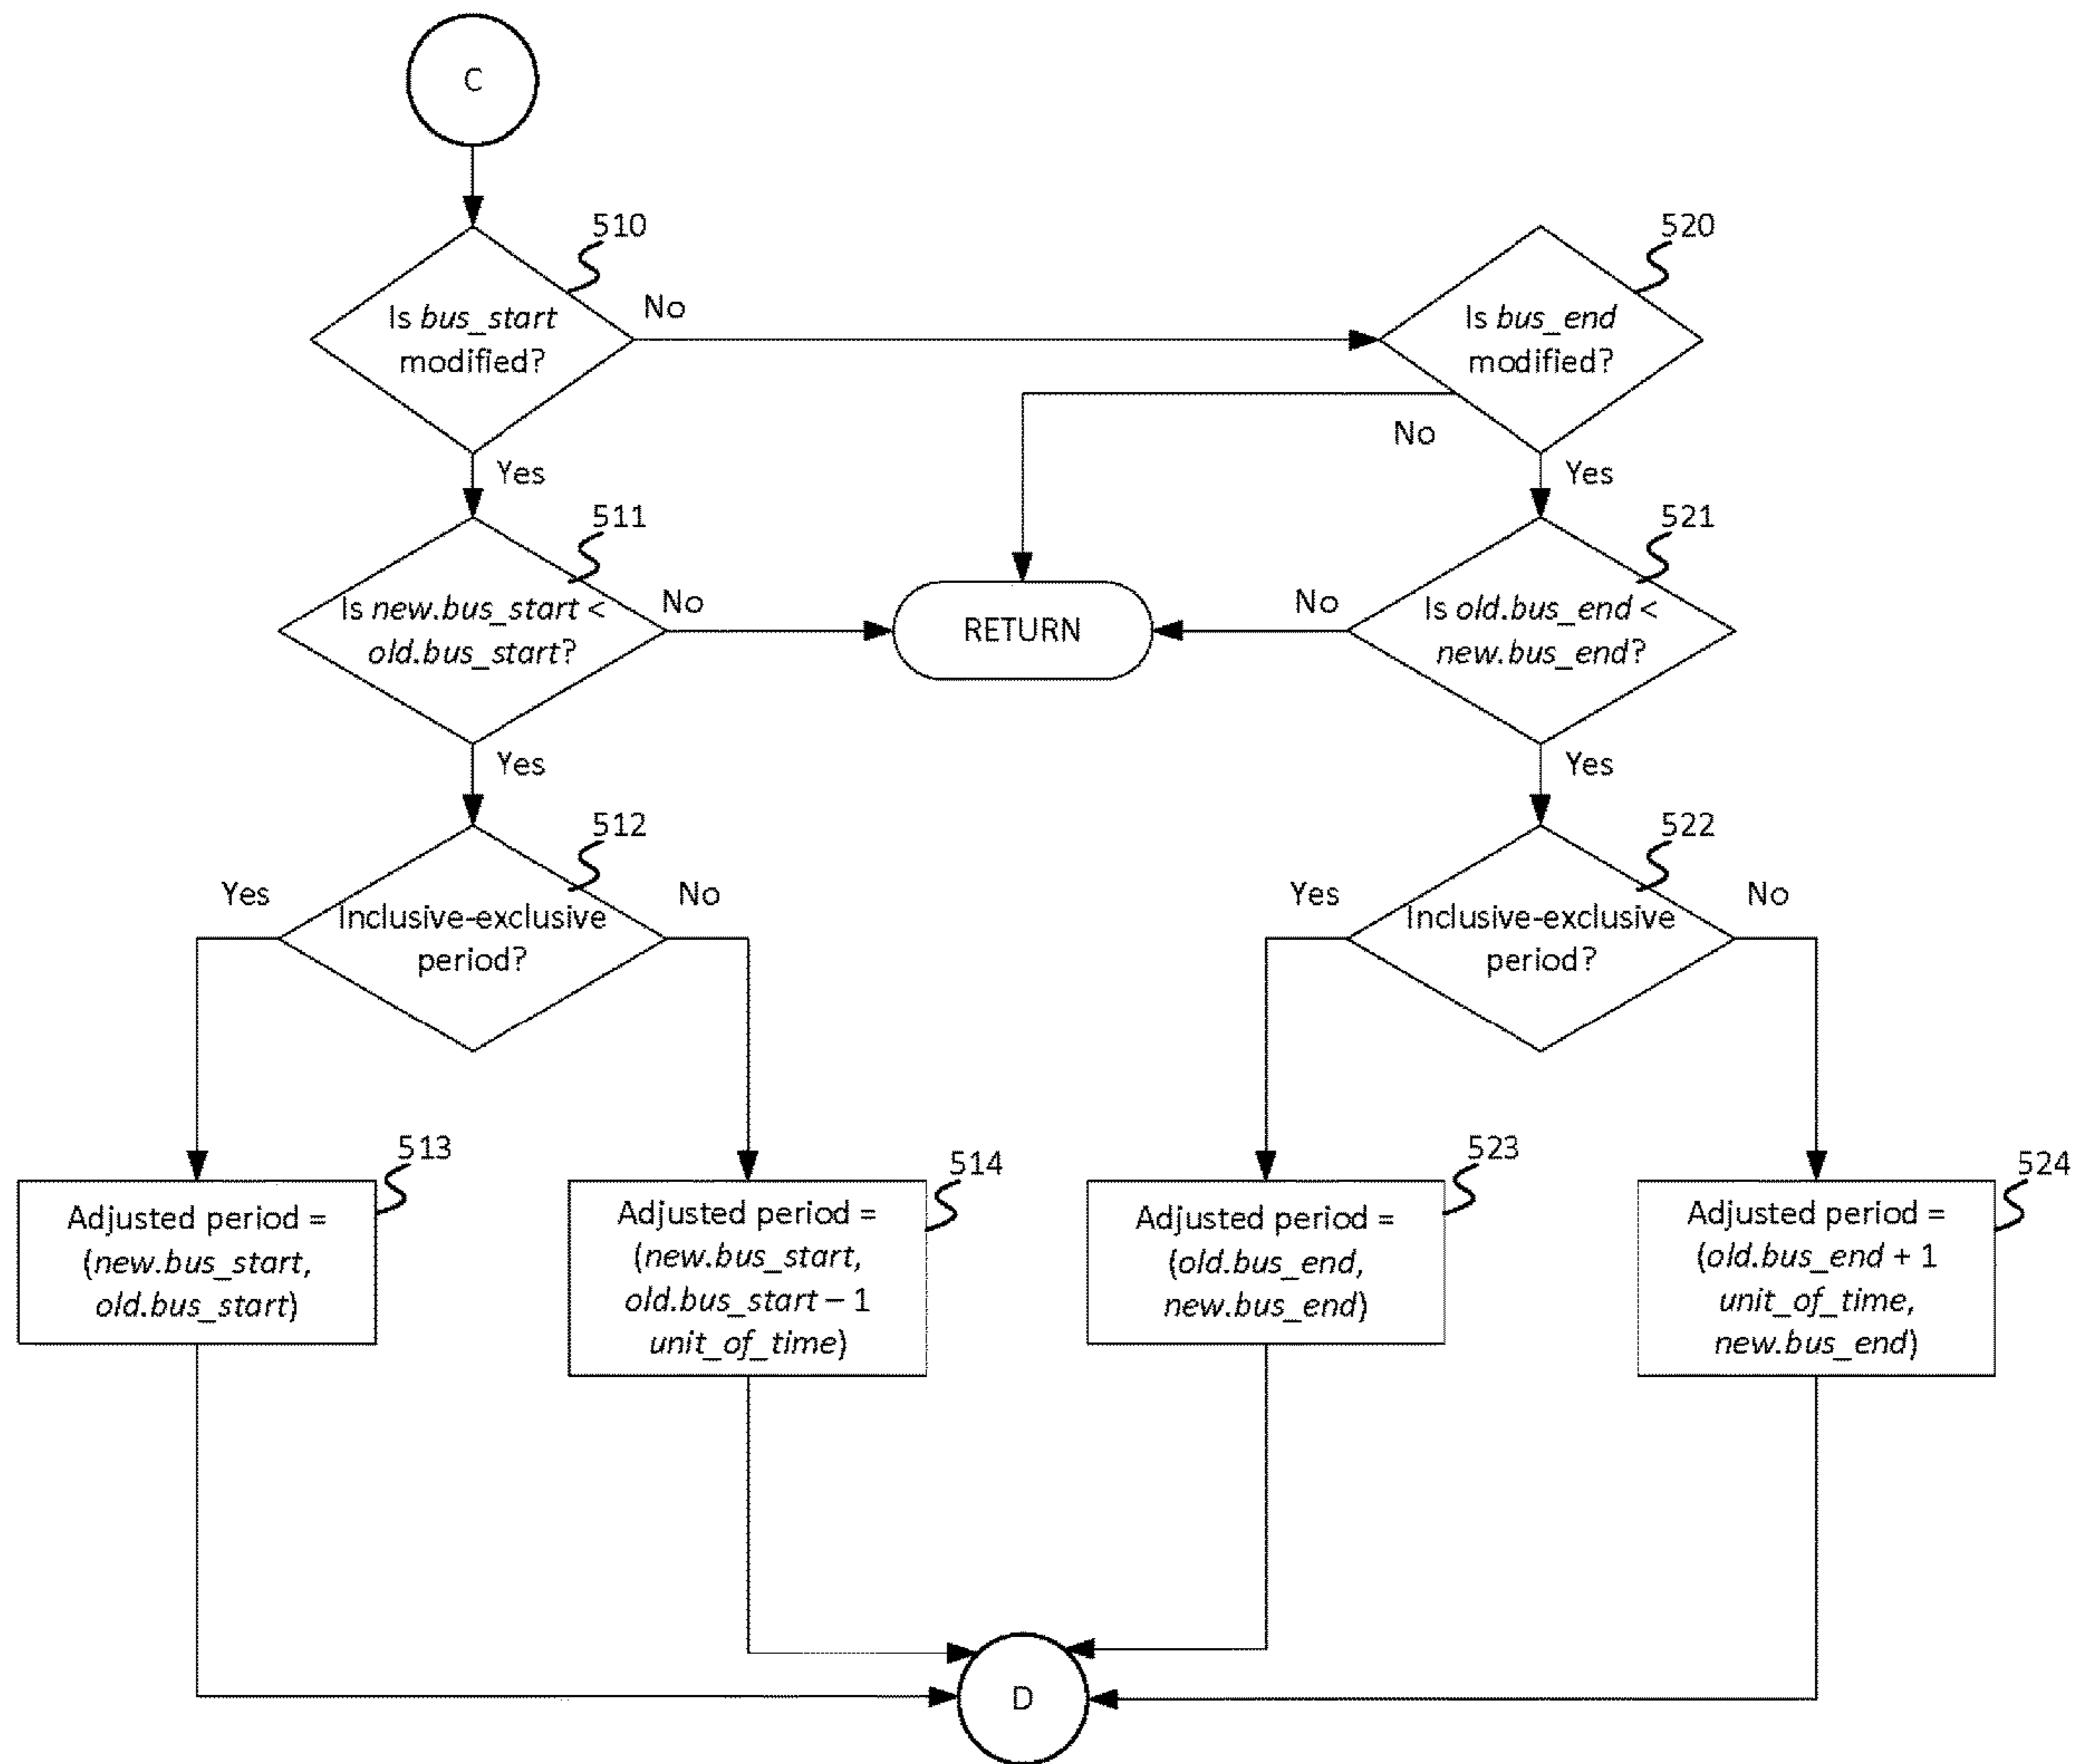 C
510
Is bus_start
modified?
No
Yes
520
Is bus_end
modified?
No
Yes
511
Is new.bus_start <
old.bus_start?
No
Yes
RETURN
521
Is old.bus_end <
new.bus_end?
No
Yes
512
Inclusive-exclusive
period?
Yes
No
522
Inclusive-exclusive
period?
Yes
No
513
Adjusted period =
(new.bus_start,
old.bus_start)
514
Adjusted period =
(new.bus_start,
old.bus_start – 1
unit_of_time)
523
Adjusted period =
(old.bus_end,
new.bus_end)
524
Adjusted period =
(old.bus_end + 1
unit_of_time,
new.bus_end)
D